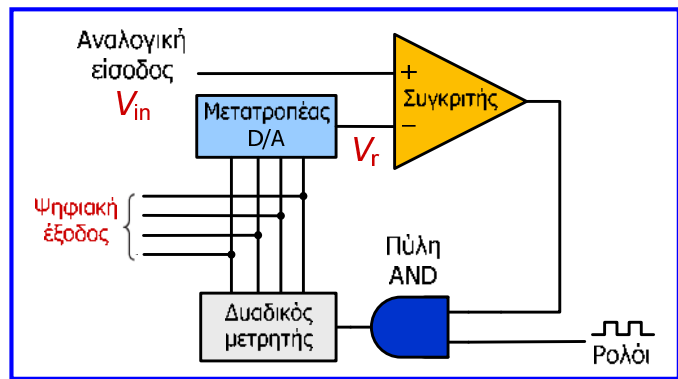 Αναλογική
είσοδος
Vin
Μετατροπέας
D/A
+
Συγκριτής
−
Vr
Ψηφιακή
έξοδος
Πύλη
AND
Δυαδικός
μετρητής
Ρολόι